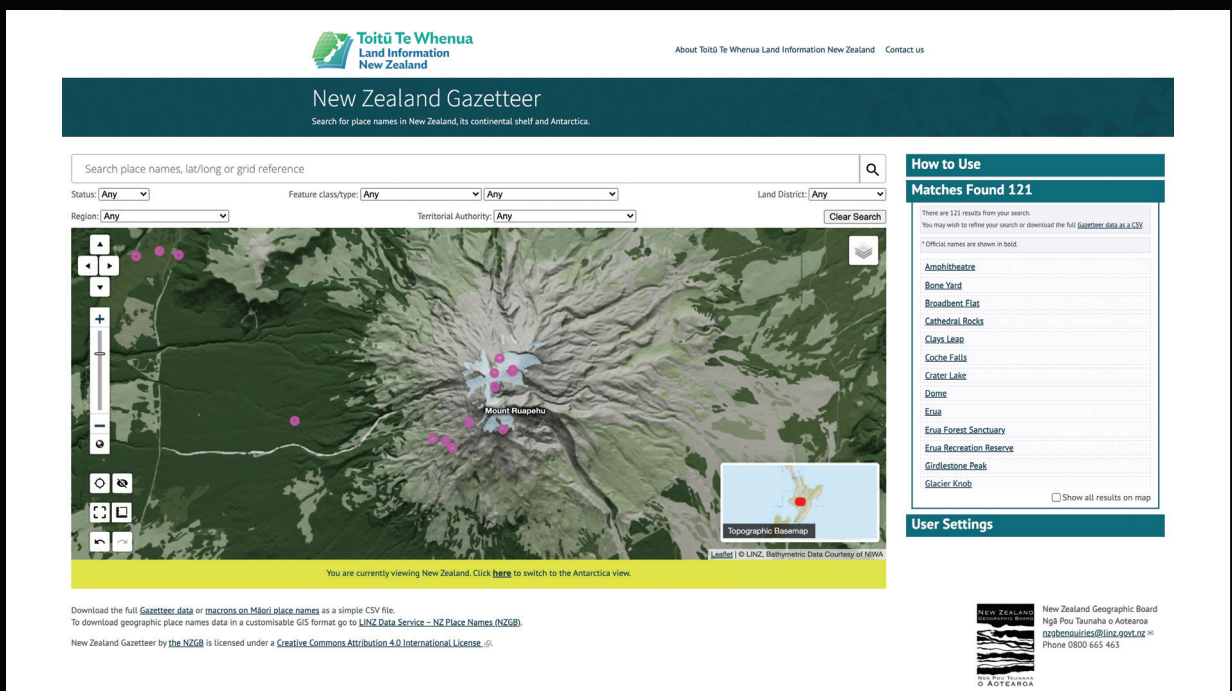 Toitū Te Whenua
Land Information
New Zealand
About Toitū Te Whenua Land Information New Zealand Contact us
New Zealand Gazetteer
Search for place names in New Zealand, its continental shelf and Antarctica.
Search place names, lat/long or grid reference
Status: Any Feature class/type: Any Any Land District: Any
Region: Any Territorial Authority: Any Clear Search
Mount Ruapehu
Topographic Basemap
Leaflet | © LINZ, Bathymetric Data Courtesy of NIWA
You are currently viewing New Zealand. Click here to switch to the Antarctica view.
How to Use
Matches Found 121
There are 121 results from your search.
You may wish to refine your search or download the full Gazetteer data as a CSV.
* Official names are shown in bold.
Amphitheatre
Bone Yard
Broadbent Flat
Cathedral Rocks
Clays Leap
Coche Falls
Crater Lake
Dome
Erua
Erua Forest Sanctuary
Erua Recreation Reserve
Girdlestone Peak
Glacier Knob
Show all results on map
User Settings
Download the full Gazetteer data or macrons on Māori place names as a simple CSV file.
To download geographic place names data in a customisable GIS format go to LINZ Data Service – NZ Place Names (NZGB).
New Zealand Gazetteer by the NZGB is licensed under a Creative Commons Attribution 4.0 International License.
NEW ZEALAND
GEOGRAPHIC BOARD
NGĀ POU TAUNAHA
O AOTEAROA
New Zealand Geographic Board
Ngā Pou Taunaha o Aotearoa
nzgbenquiries@linz.govt.nz
Phone 0800 665 463